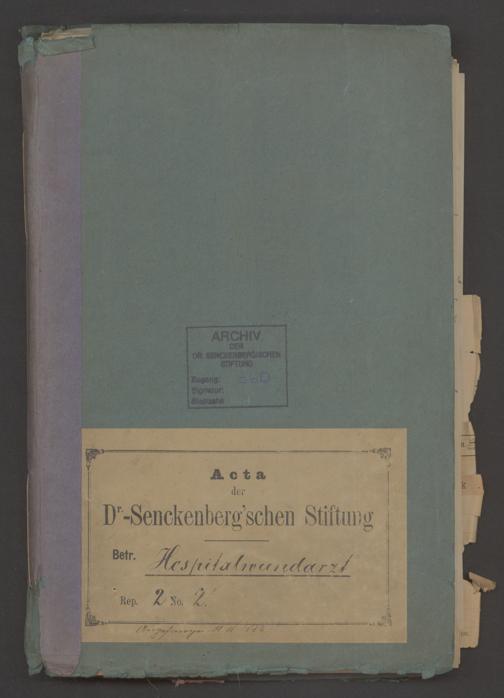 ARCHIV
DER
DR. SENCKENBERGISCHEN
STIFTUNG
Zugang:
Signatur:
Acta
der
Dr.-Senckenberg'schen Stiftung
Betr. Hospitalwundarzt
Rep. 2 No. 2.